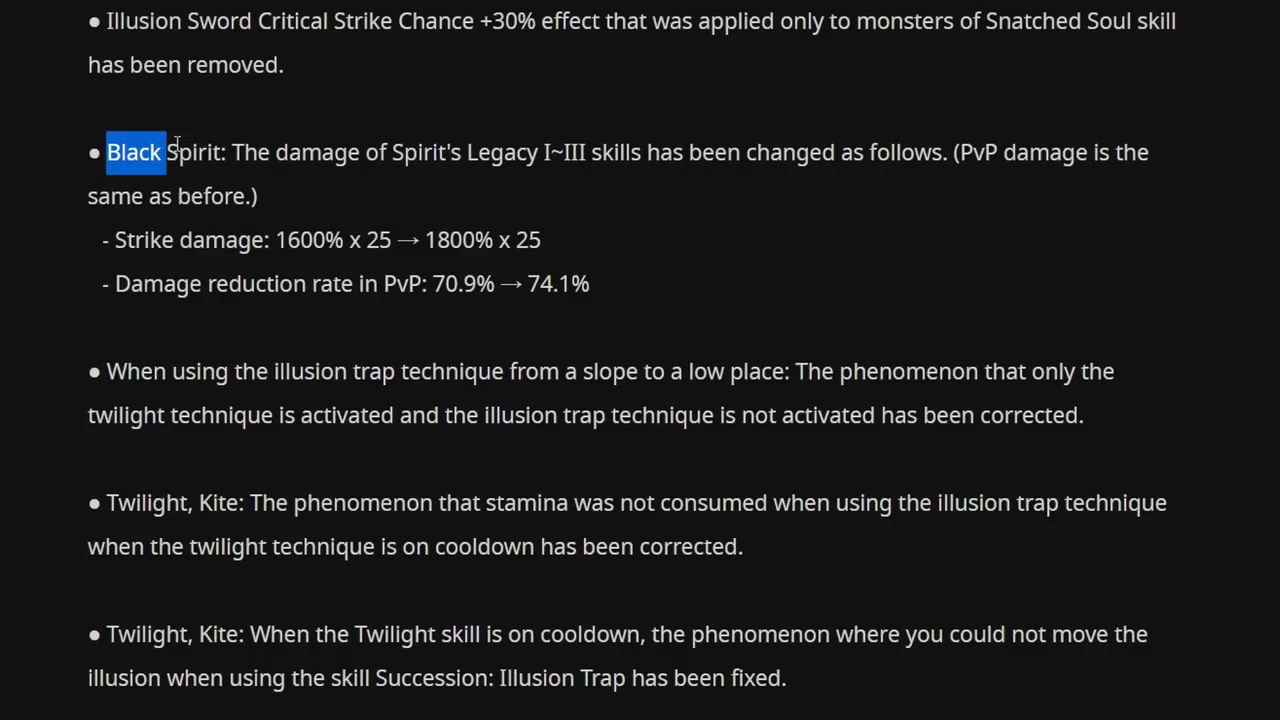 ● Illusion Sword Critical Strike Chance +30% effect that was applied only to monsters of Snatched Soul skill
has been removed.
● Black Spirit: The damage of Spirit's Legacy I~III skills has been changed as follows. (PvP damage is the
same as before.)
- Strike damage: 1600% x 25 → 1800% x 25
- Damage reduction rate in PvP: 70.9% → 74.1%
● When using the illusion trap technique from a slope to a low place: The phenomenon that only the
twilight technique is activated and the illusion trap technique is not activated has been corrected.
● Twilight, Kite: The phenomenon that stamina was not consumed when using the illusion trap technique
when the twilight technique is on cooldown has been corrected.
● Twilight, Kite: When the Twilight skill is on cooldown, the phenomenon where you could not move the
illusion when using the skill Succession: Illusion Trap has been fixed.